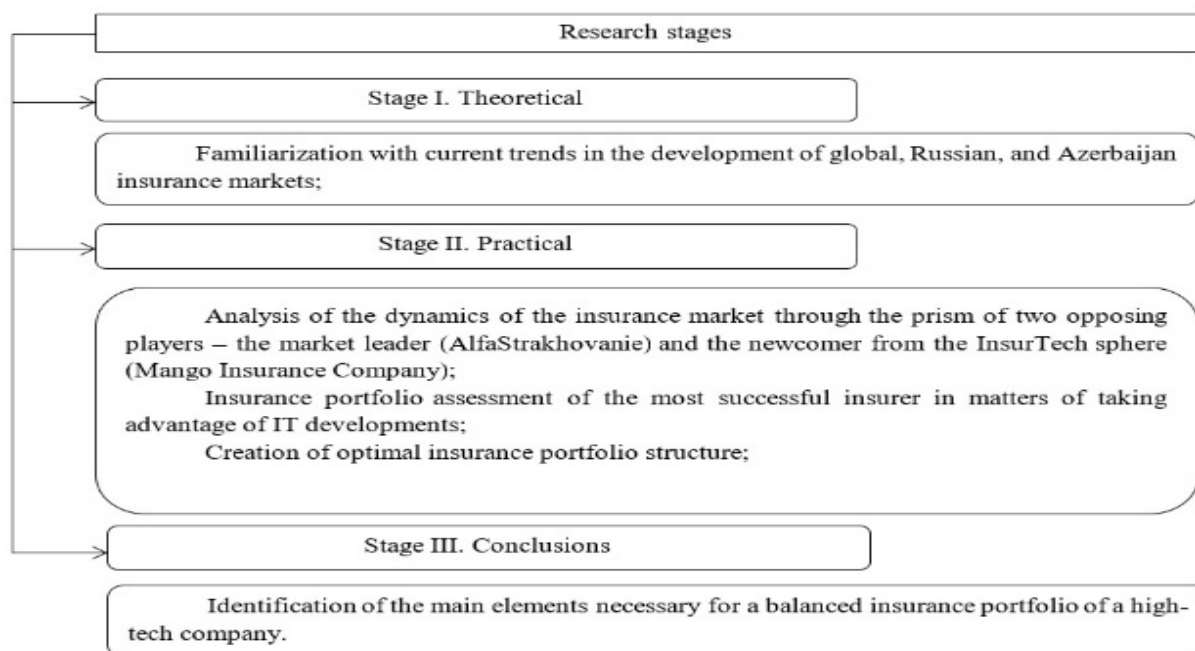 Research stages
Stage I. Theoretical
Familiarization with current trends in the development of global, Russian, and Azerbaijan
insurance markets;
Stage II. Practical
Analysis of the dynamics of the insurance market through the prism of two opposing
players – the market leader (AlfaStrakhovanie) and the newcomer from the InsurTech sphere
(Mango Insurance Company);
Insurance portfolio assessment of the most successful insurer in matters of taking
advantage of IT developments;
Creation of optimal insurance portfolio structure;
Stage III. Conclusions
Identification of the main elements necessary for a balanced insurance portfolio of a high-
tech company.